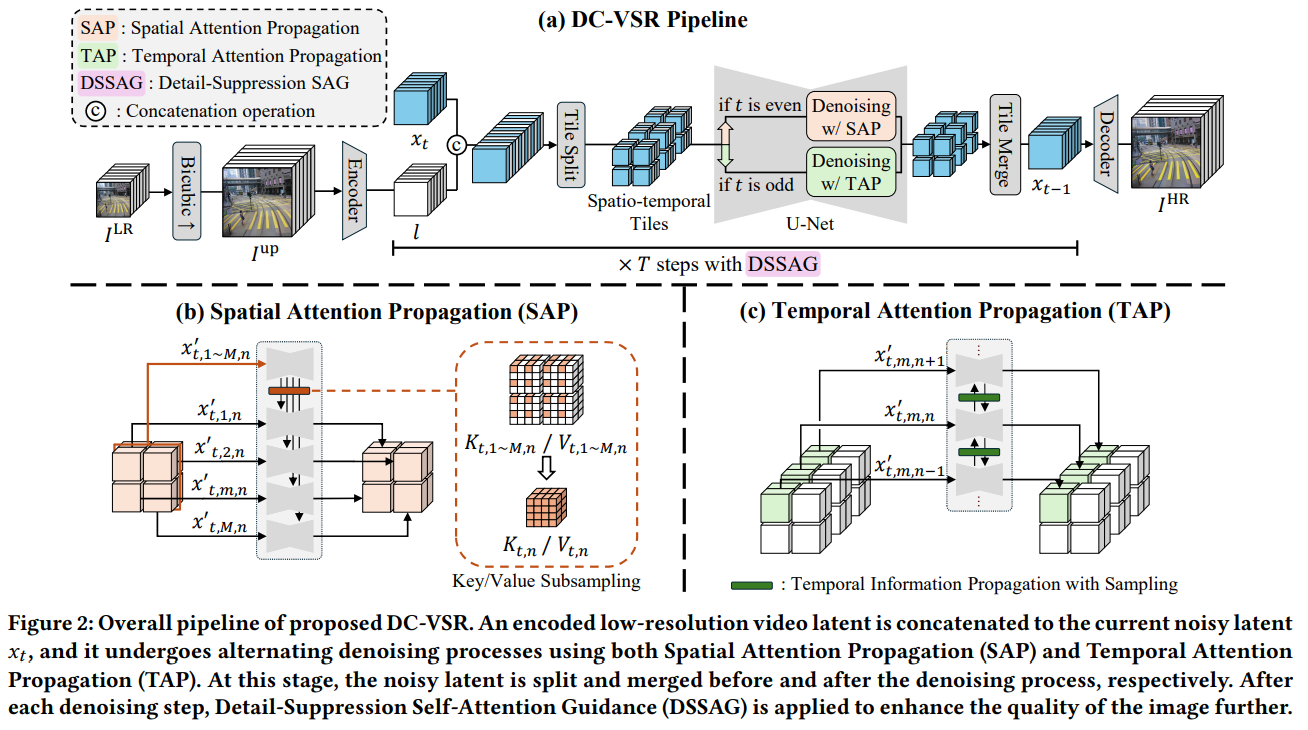 (a) DC-VSR Pipeline
SAP : Spatial Attention Propagation
TAP : Temporal Attention Propagation
DSSAG : Detail-Suppression SAG
ⓒ : Concatenation operation
I^LR
Bicubic ↑
I^up
Encoder
l
x_t
c
Tile Split
Spatio-temporal
Tiles
if t is even
Denoising
w/ SAP
if t is odd
Denoising
w/ TAP
U-Net
Tile Merge
x_{t−1}
Decoder
I^HR
× T steps with DSSAG
(b) Spatial Attention Propagation (SAP)
x′_{t,1~M,n}
x′_{t,1,n}
x′_{t,2,n}
x′_{t,m,n}
x′_{t,M,n}
K_{t,1~M,n} / V_{t,1~M,n}
K_{t,n} / V_{t,n}
Key/Value Subsampling
(c) Temporal Attention Propagation (TAP)
x′_{t,m,n+1}
x′_{t,m,n}
x′_{t,m,n−1}
: Temporal Information Propagation with Sampling
Figure 2: Overall pipeline of proposed DC-VSR. An encoded low-resolution video latent is concatenated to the current noisy latent
x_t, and it undergoes alternating denoising processes using both Spatial Attention Propagation (SAP) and Temporal Attention
Propagation (TAP). At this stage, the noisy latent is split and merged before and after the denoising process, respectively. After
each denoising step, Detail-Suppression Self-Attention Guidance (DSSAG) is applied to enhance the quality of the image further.